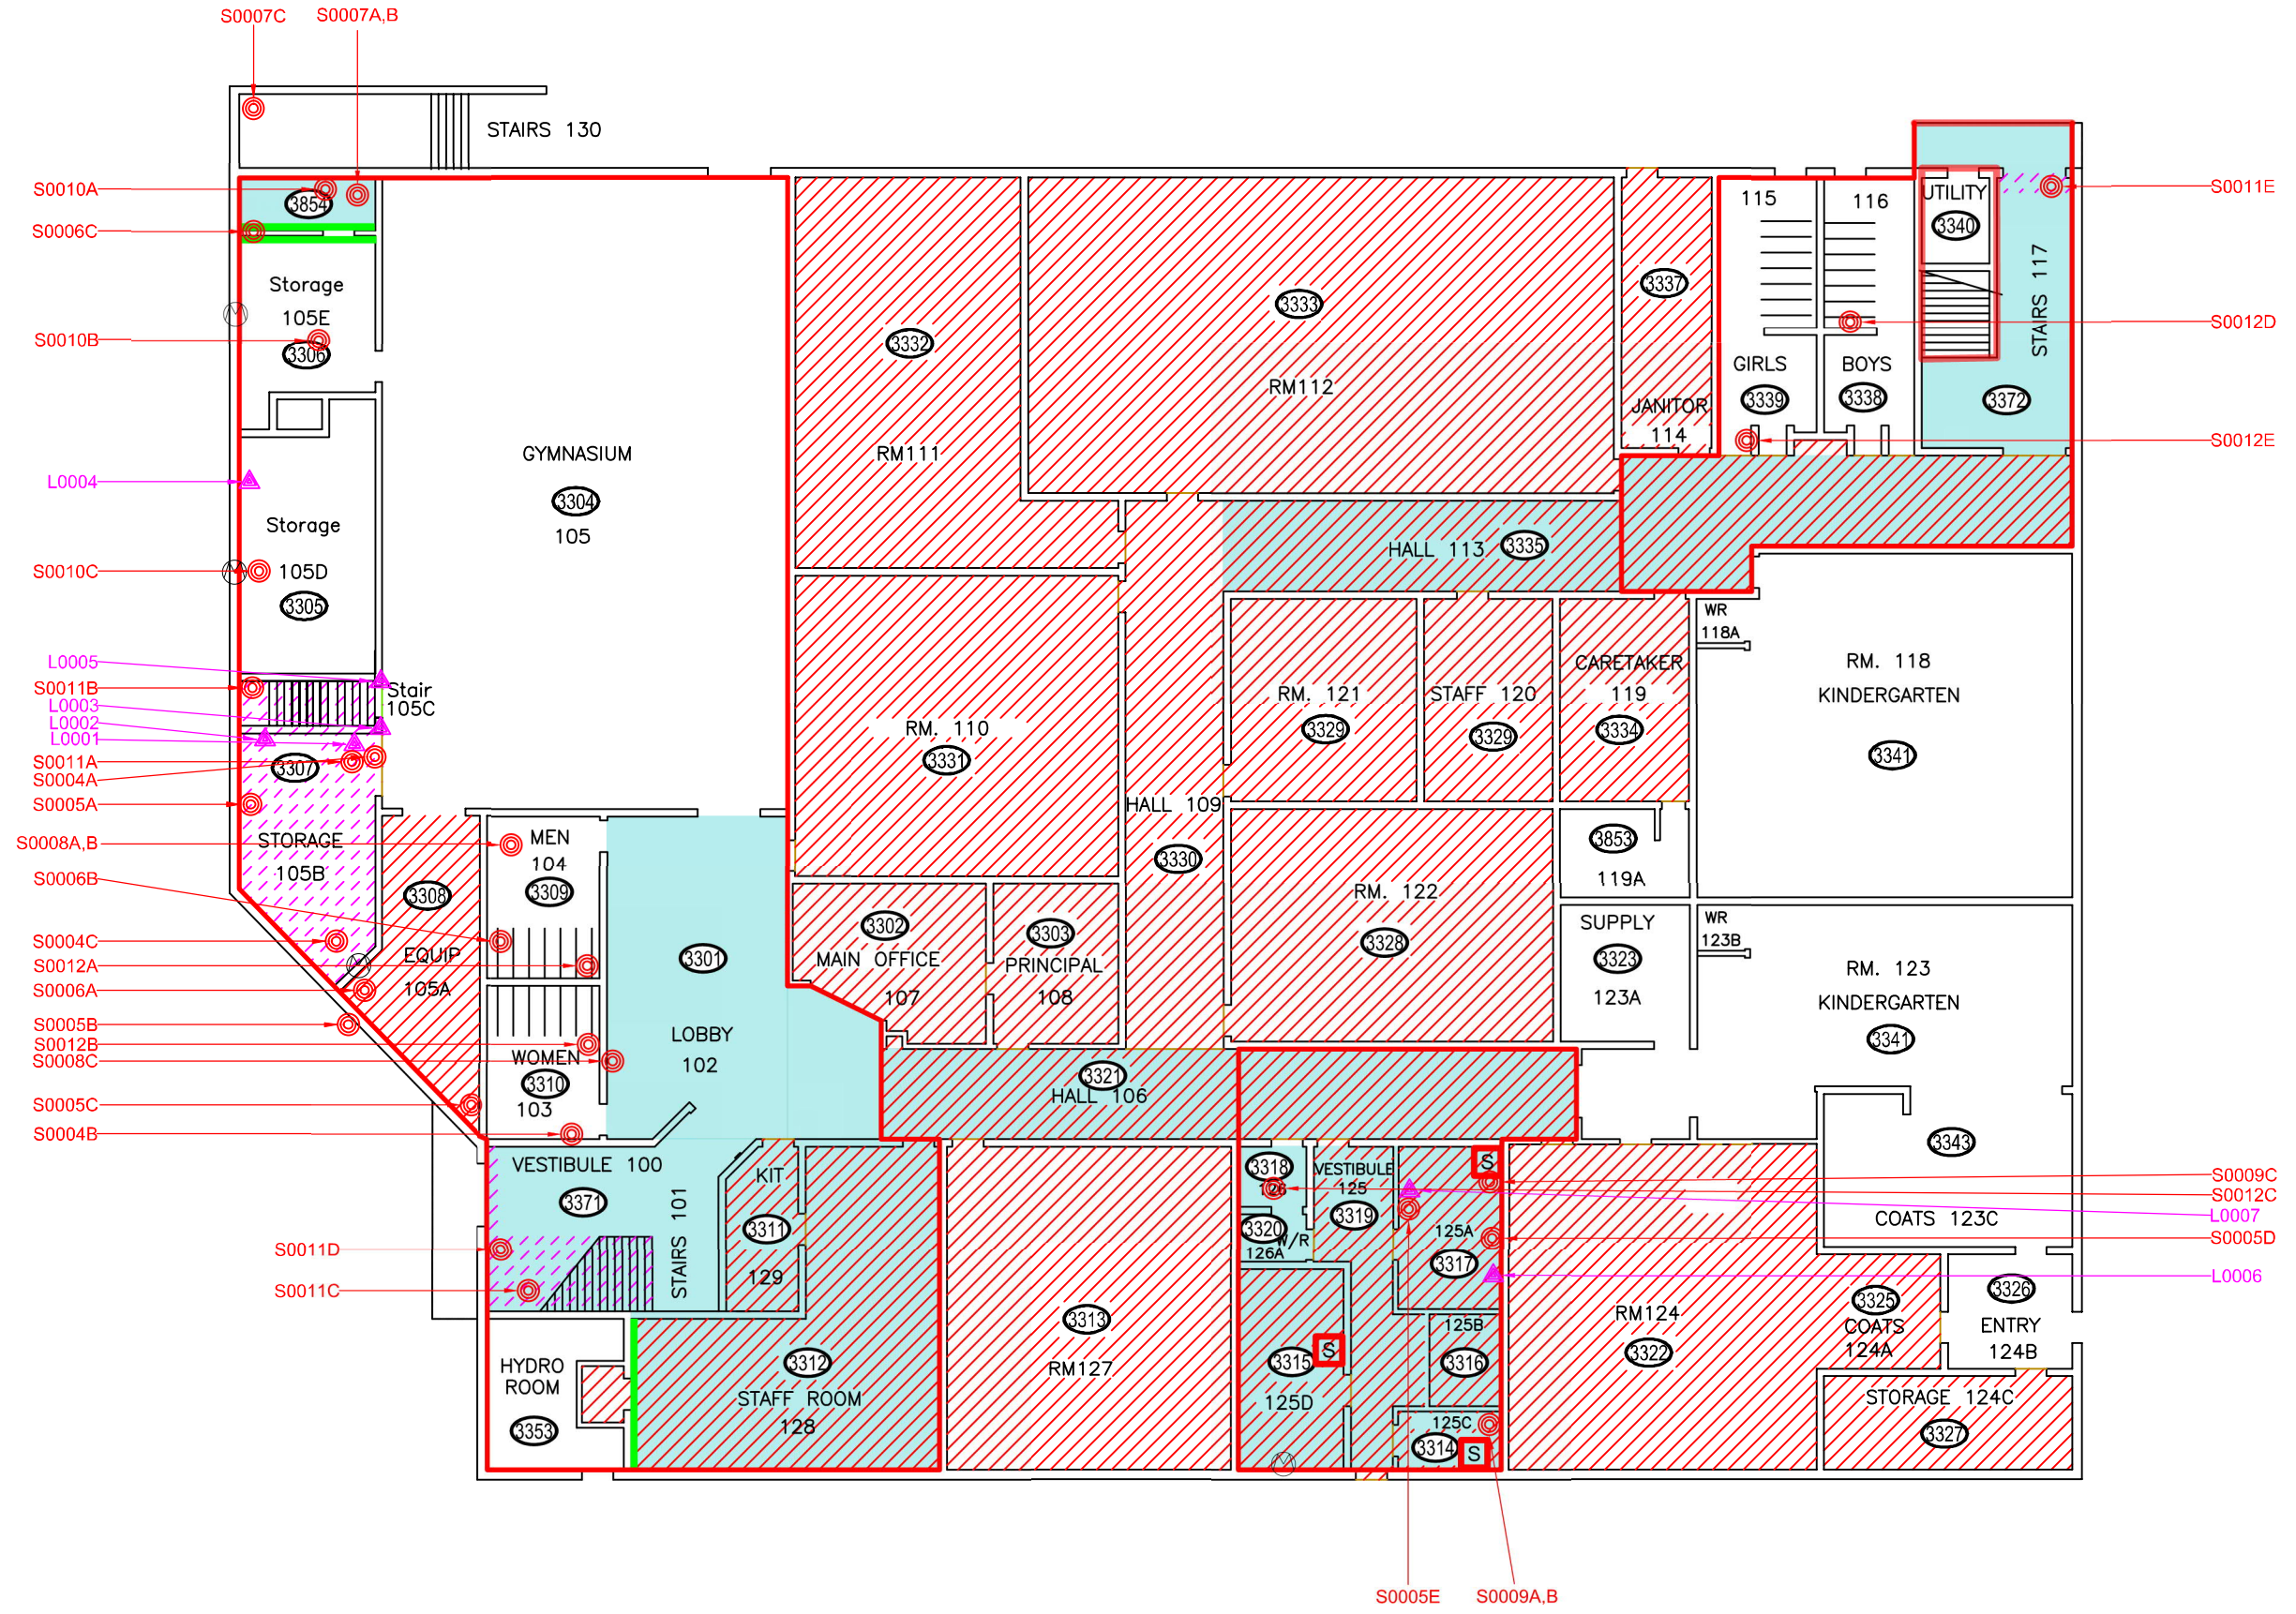 S0007C
S0007A,B
STAIRS 130
S0010A
3854
S0006C
Storage
105E
S0010B
3306
L0004
Storage
S0010C
105D
3305
GYMNASIUM
3304
105
L0005
S0011B
Stair
105C
L0003
L0002
L0001
S0011A
S0004A
3307
S0005A
STORAGE
105B
S0008A,B
MEN
104
3309
S0006B
3308
S0004C
EQUIP
105A
S0012A
S0006A
S0005B
S0012B
S0008C
WOMEN
3310
103
S0005C
S0004B
3301
LOBBY
102
VESTIBULE 100
3371
STAIRS 101
S0011D
S0011C
KIT
3311
129
HYDRO
ROOM
3353
3312
STAFF ROOM
128
3332
RM111
3333
RM112
3337
JANITOR
114
115
116
GIRLS
3339
BOYS
3338
UTILITY
3340
STAIRS 117
3372
S0011E
S0012D
S0012E
HALL 113
3335
RM. 110
3331
HALL 109
3330
RM. 121
3329
STAFF 120
3329
CARETAKER
119
3334
WR
118A
RM. 118
KINDERGARTEN
3341
3853
119A
3302
MAIN OFFICE
107
3303
PRINCIPAL
108
RM. 122
3328
SUPPLY
3323
123A
WR
123B
RM. 123
KINDERGARTEN
3341
3321
HALL 106
3343
COATS 123C
3313
RM127
3318
126
3320
W/R
126A
VESTIBULE
125
3319
S
125A
3317
S0009C
S0012C
L0007
S0005D
L0006
125B
3316
3315
S
125D
125C
3314
S
RM124
3322
3325
COATS
124A
3326
ENTRY
124B
STORAGE 124C
3327
S0005E
S0009A,B